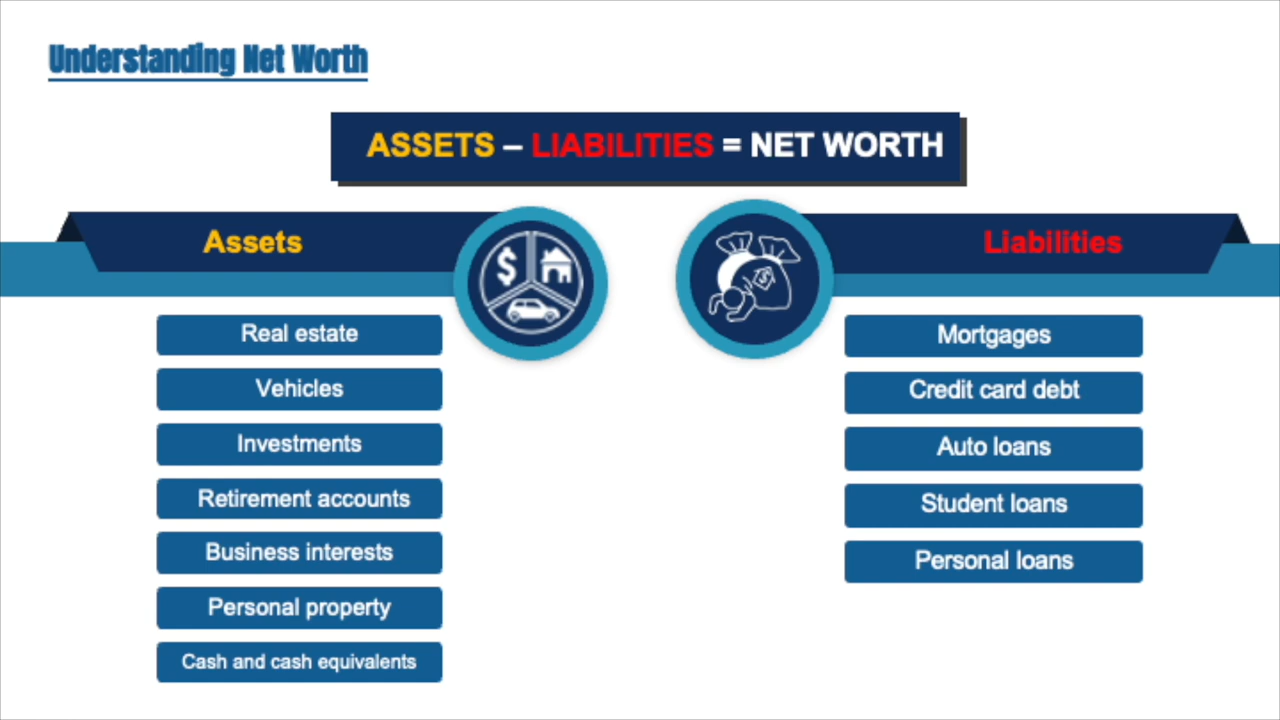 Understanding Net Worth
ASSETS – LIABILITIES = NET WORTH
Assets
Real estate
Vehicles
Investments
Retirement accounts
Business interests
Personal property
Cash and cash equivalents
Liabilities
Mortgages
Credit card debt
Auto loans
Student loans
Personal loans
$
$